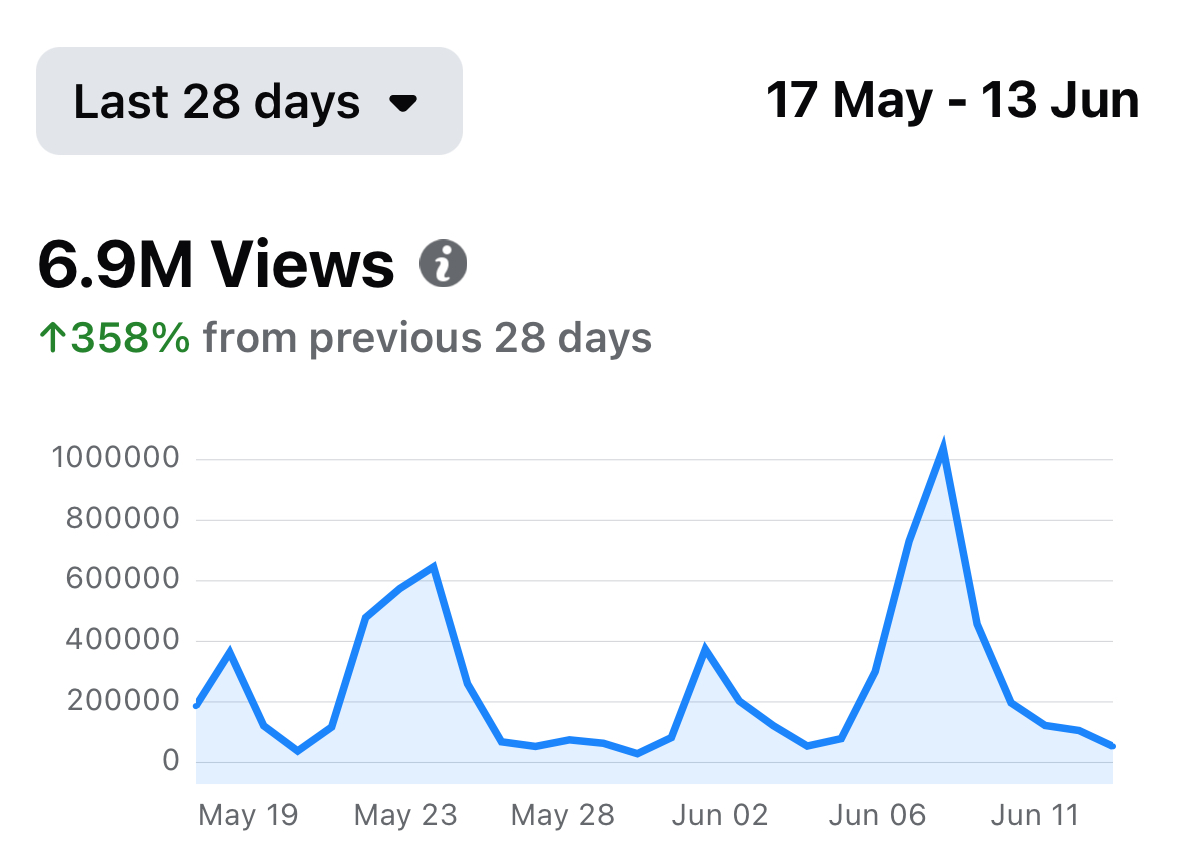 Last 28 days
17 May - 13 Jun
6.9M Views
↑358% from previous 28 days
1000000
800000
600000
400000
200000
0
May 19 May 23 May 28 Jun 02 Jun 06 Jun 11